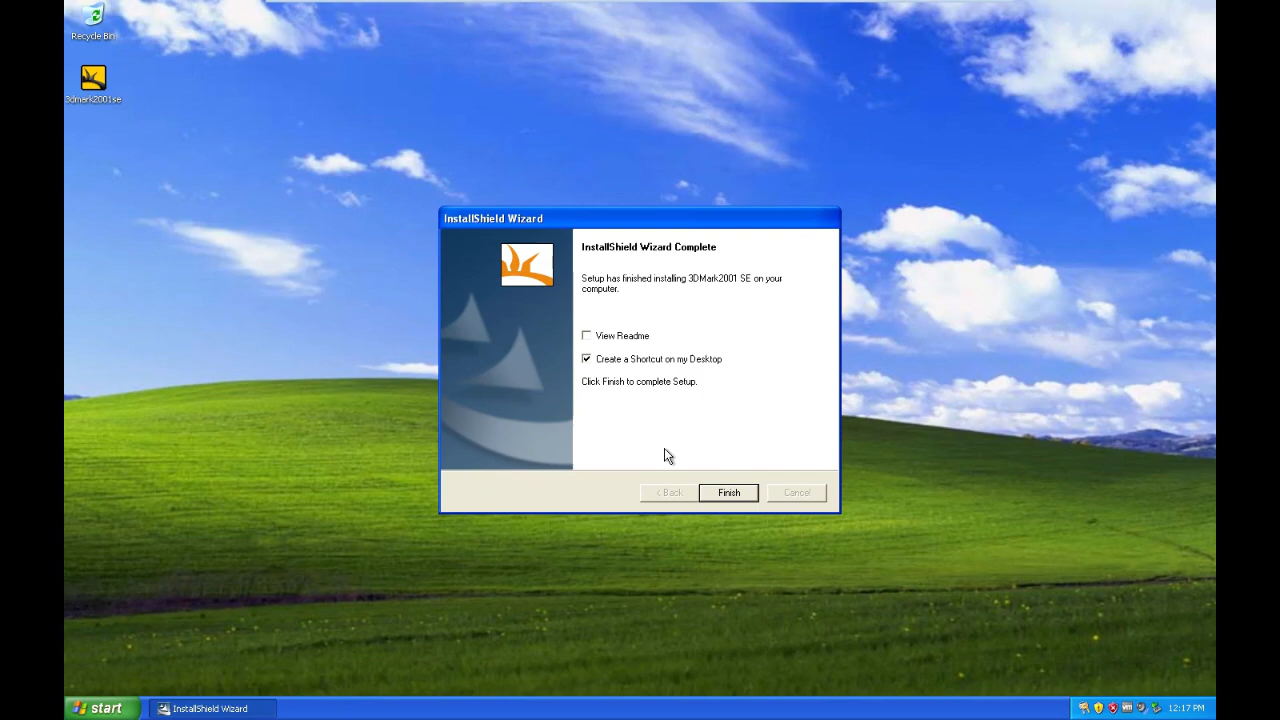 Recycle Bin
3dmark2001se
InstallShield Wizard
InstallShield Wizard Complete
Setup has finished installing 3DMark2001 SE on your
computer.
View Readme
Create a Shortcut on my Desktop
Click Finish to complete Setup.
< Back
Finish
Cancel
start
InstallShield Wizard
12:17 PM